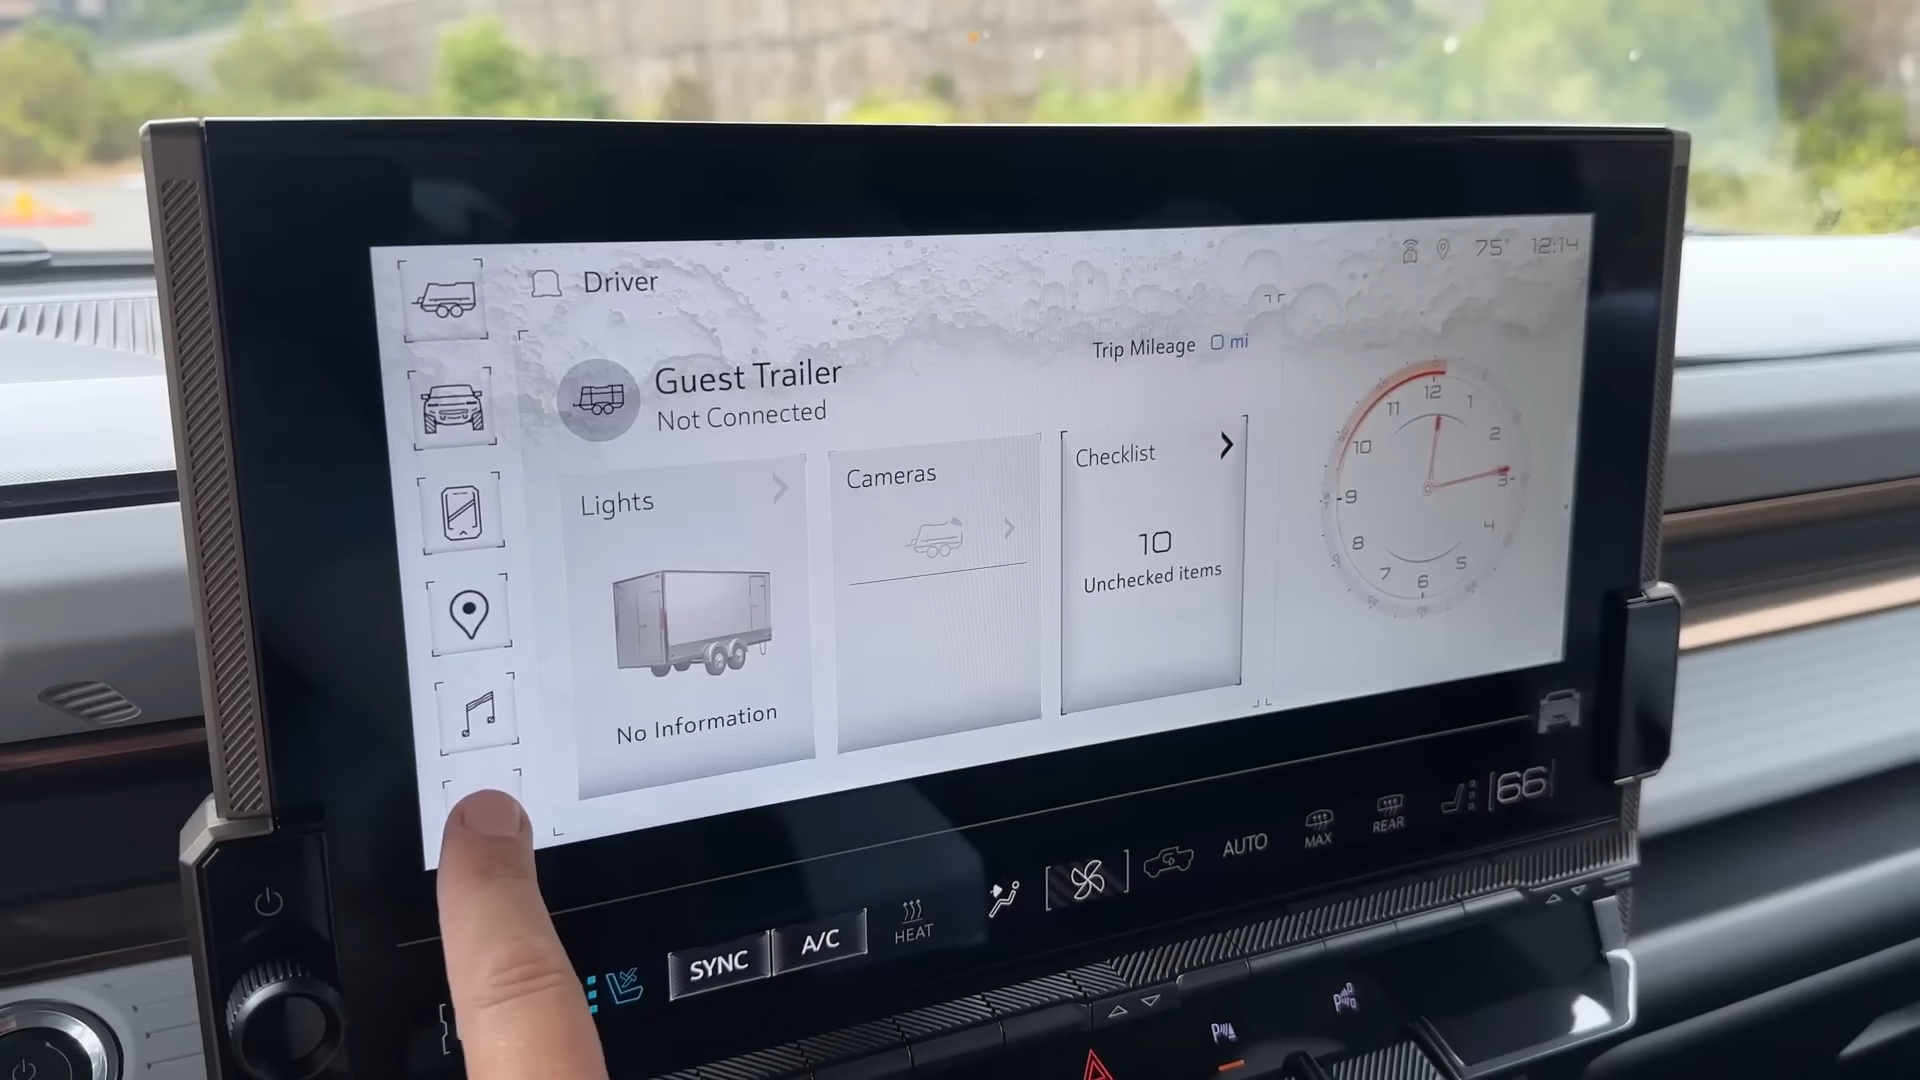 Driver
75° 12:14
Guest Trailer
Not Connected
Trip Mileage 0 mi
Lights
No Information
Cameras
Checklist
10
Unchecked items
12
1
2
3
4
5
6
7
8
9
10
11
SYNC
A/C
HEAT
AUTO
MAX
REAR
66